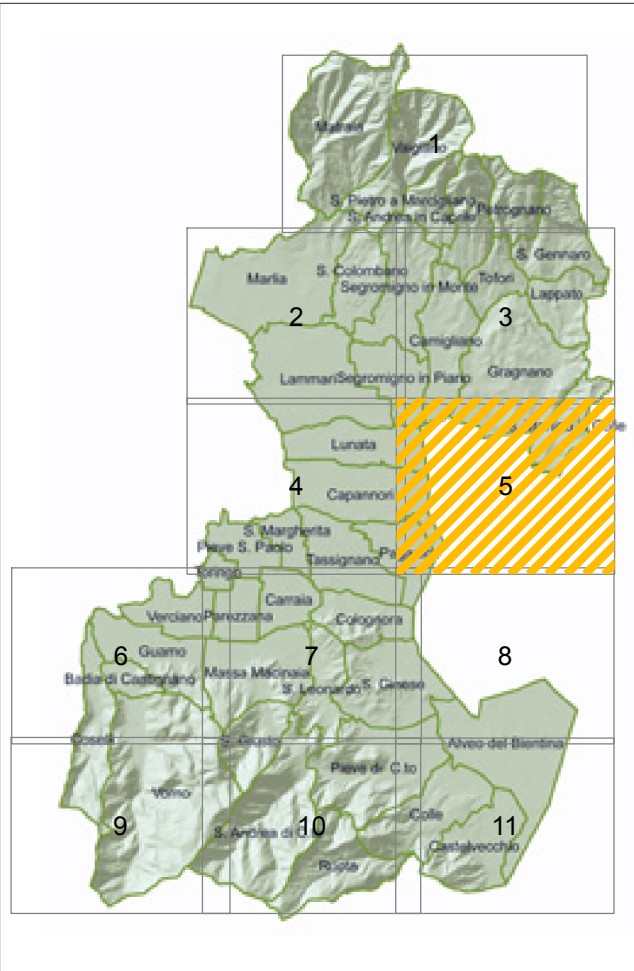 Matraia
Valgiano
1
S. Pietro a Marcigliano
S. Andrea in Caprile
Petrognano
S. Gennaro
S. Colombano
Marlia
Segromigno in Monte
Tofori
Lappato
2
3
Camigliano
Gragnano
Lammari
Segromigno in Piano
Lunata
4
5
Capannori
S. Margherita
Pieve S. Paolo
Tassignano
Toringo
Carraia
Verciano
Parezzana
Colognora
Guamo
6
7
8
Massa Macinaia
Badia di Cantignano
S. Leonardo
S. Ginese
Coselli
S. Giusto
Alveo del Bientina
Pieve di C.to
Vorno
Colle
9
S. Andrea di
10
11
Castelvecchio
Ruota